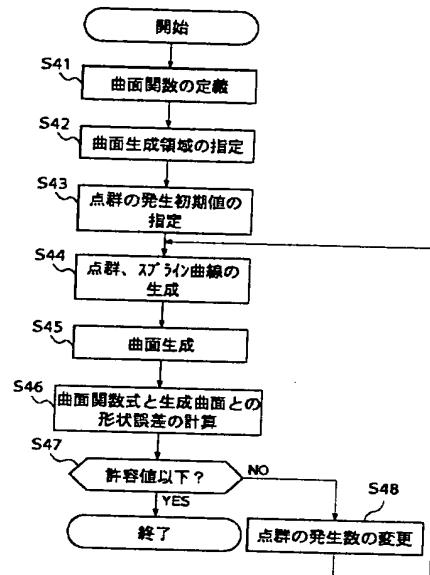 開始
S41
曲面関数の定義
S42
曲面生成領域の指定
S43
点群の発生初期値の
指定
S44
点群、スプライン曲線の
生成
S45
曲面生成
S46
曲面関数式と生成曲面との
形状誤差の計算
S47
許容値以下?
NO
YES
S48
終了
点群の発生数の変更